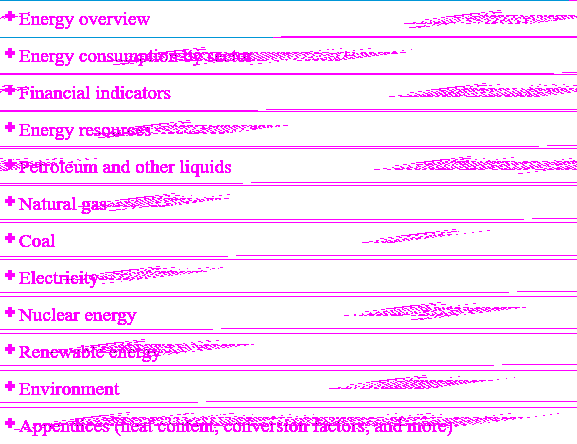 Energy overview
Energy consumption by sector
Financial indicators
Energy resources
Petroleum and other liquids
Natural gas
Coal
Electricity
Nuclear energy
Renewable energy
Environment
Appendices (heat content, conversion factors, and more)